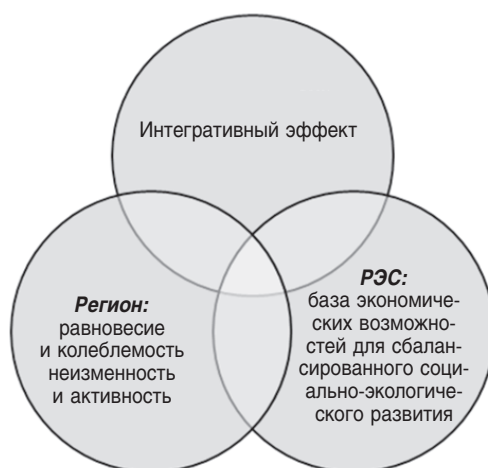 Интегративный эффект
Регион:
равновесие
и колеблемость
неизменность
и активность
РЭС:
база экономиче-
ских возможно-
стей для сбалан-
сированного соци-
ально-экологиче-
ского развития